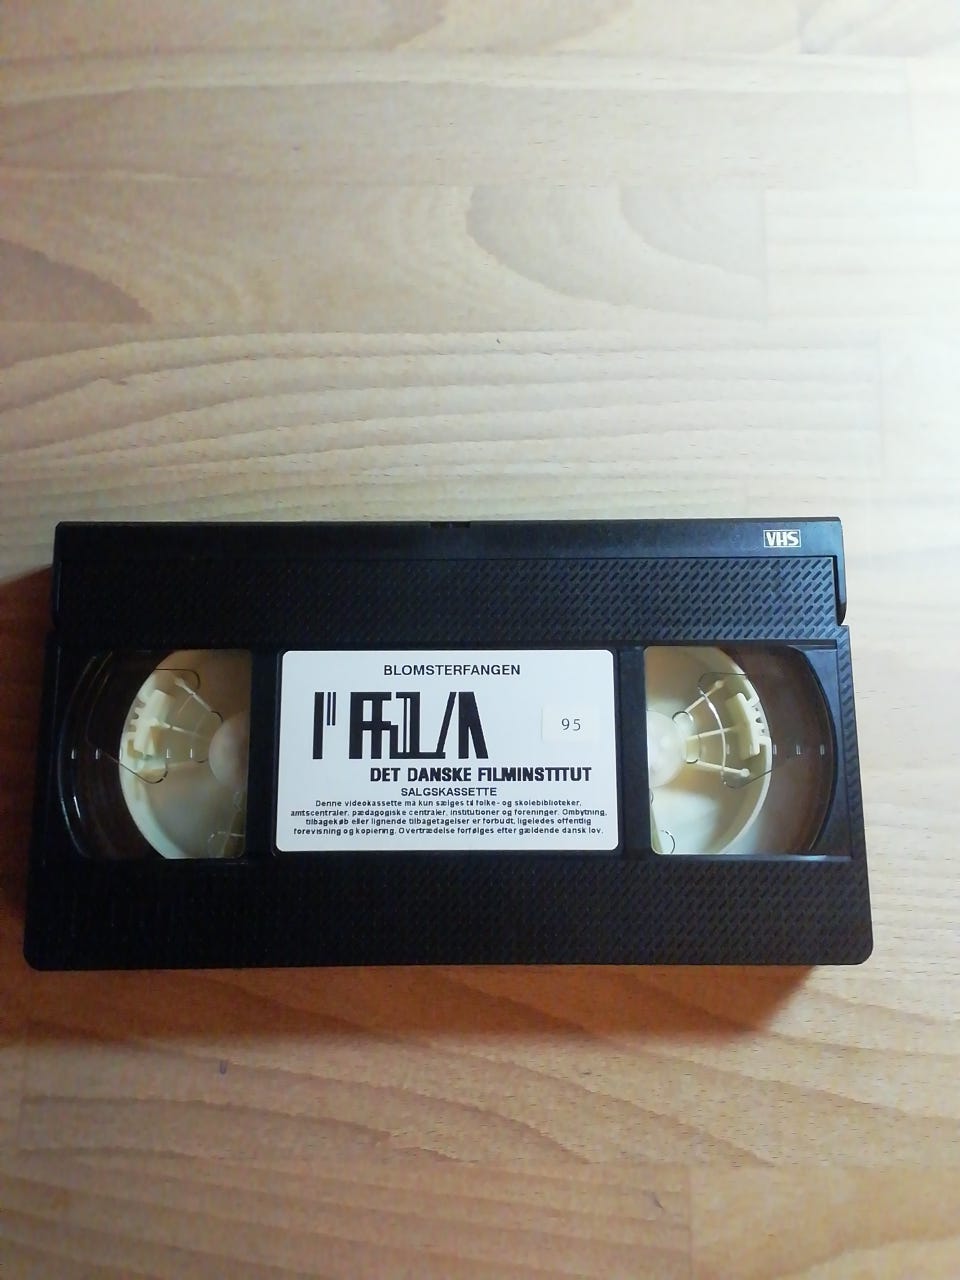 VHS
BLOMSTERFANGEN
95
DET DANSKE FILMINSTITUT
SALGSKASSETTE
Denne videokassette må kun sælges til folke- og skolebiblioteker,
amtscentraler, pædagogiske centraler, institutioner og foreninger. Ombytning,
tilbagekøb eller lignende tilbagetagelser er forbudt, ligeledes offentlig
forevisning og kopiering. Overtrædelse forfølges efter gældende dansk lov.